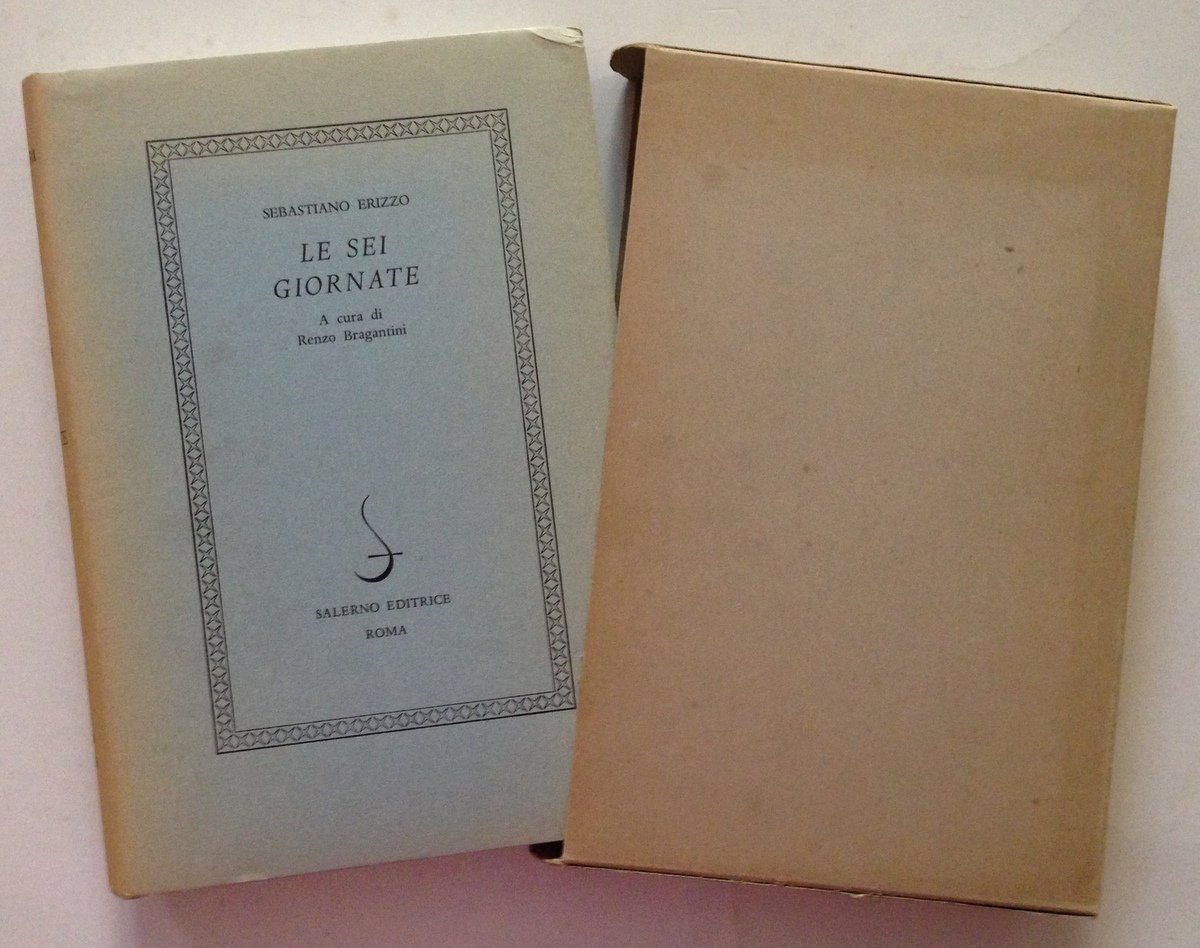 SEBASTIANO ERIZZO
LE SEI
GIORNATE
A cura di
Renzo Bragantini
SALERNO EDITRICE
ROMA